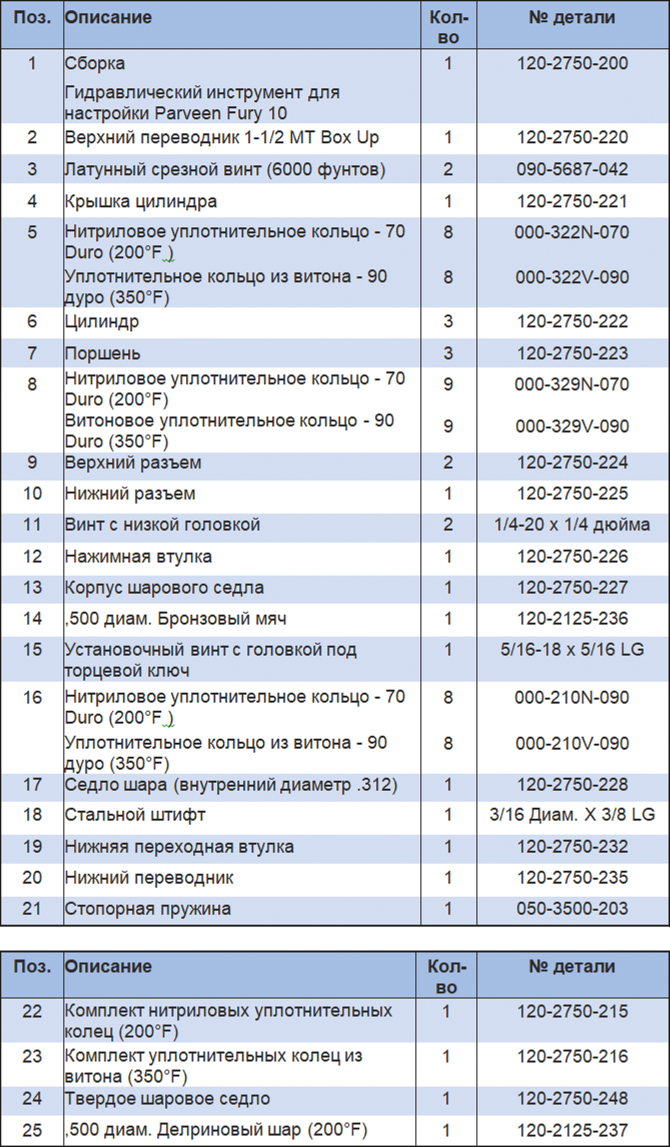 Поз. Описание Кол-во № детали
1 Сборка 1 120-2750-200
Гидравлический инструмент для
настройки Parveen Fury 10
2 Верхний переводник 1-1/2 MT Box Up 1 120-2750-220
3 Латунный срезной винт (6000 фунтов) 2 090-5687-042
4 Крышка цилиндра 1 120-2750-221
5 Нитриловое уплотнительное кольцо - 70 8 000-322N-070
Duro (200°F )
Уплотнительное кольцо из витона - 90 8 000-322V-090
дуро (350°F)
6 Цилиндр 3 120-2750-222
7 Поршень 3 120-2750-223
8 Нитриловое уплотнительное кольцо - 70 9 000-329N-070
Duro (200°F)
Витоновое уплотнительное кольцо - 90 9 000-329V-090
Duro (350°F)
9 Верхний разъем 2 120-2750-224
10 Нижний разъем 1 120-2750-225
11 Винт с низкой головкой 2 1/4-20 x 1/4 дюйма
12 Нажимная втулка 1 120-2750-226
13 Корпус шарового седла 1 120-2750-227
14 ,500 диам. Бронзовый мяч 1 120-2125-236
15 Установочный винт с головкой под 1 5/16-18 x 5/16 LG
торцевой ключ
16 Нитриловое уплотнительное кольцо - 70 8 000-210N-090
Duro (200°F )
Уплотнительное кольцо из витона - 90 8 000-210V-090
дуро (350°F)
17 Седло шара (внутренний диаметр .312) 1 120-2750-228
18 Стальной штифт 1 3/16 Диам. X 3/8 LG
19 Нижняя переходная втулка 1 120-2750-232
20 Нижний переводник 1 120-2750-235
21 Стопорная пружина 1 050-3500-203
Поз. Описание Кол-во № детали
22 Комплект нитриловых уплотнительных 1 120-2750-215
колец (200°F)
23 Комплект уплотнительных колец из 1 120-2750-216
витона (350°F)
24 Твердое шаровое седло 1 120-2750-248
25 ,500 диам. Делриновый шар (200°F) 1 120-2125-237